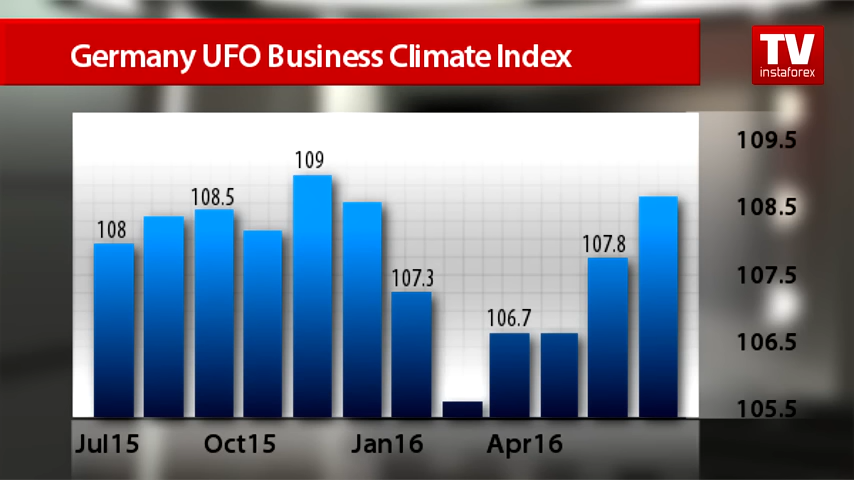 Germany UFO Business Climate Index
TV
instaforex
109
108.5
108
107.3
107.8
106.7
109.5
108.5
107.5
106.5
105.5
Jul15 Oct15 Jan16 Apr16